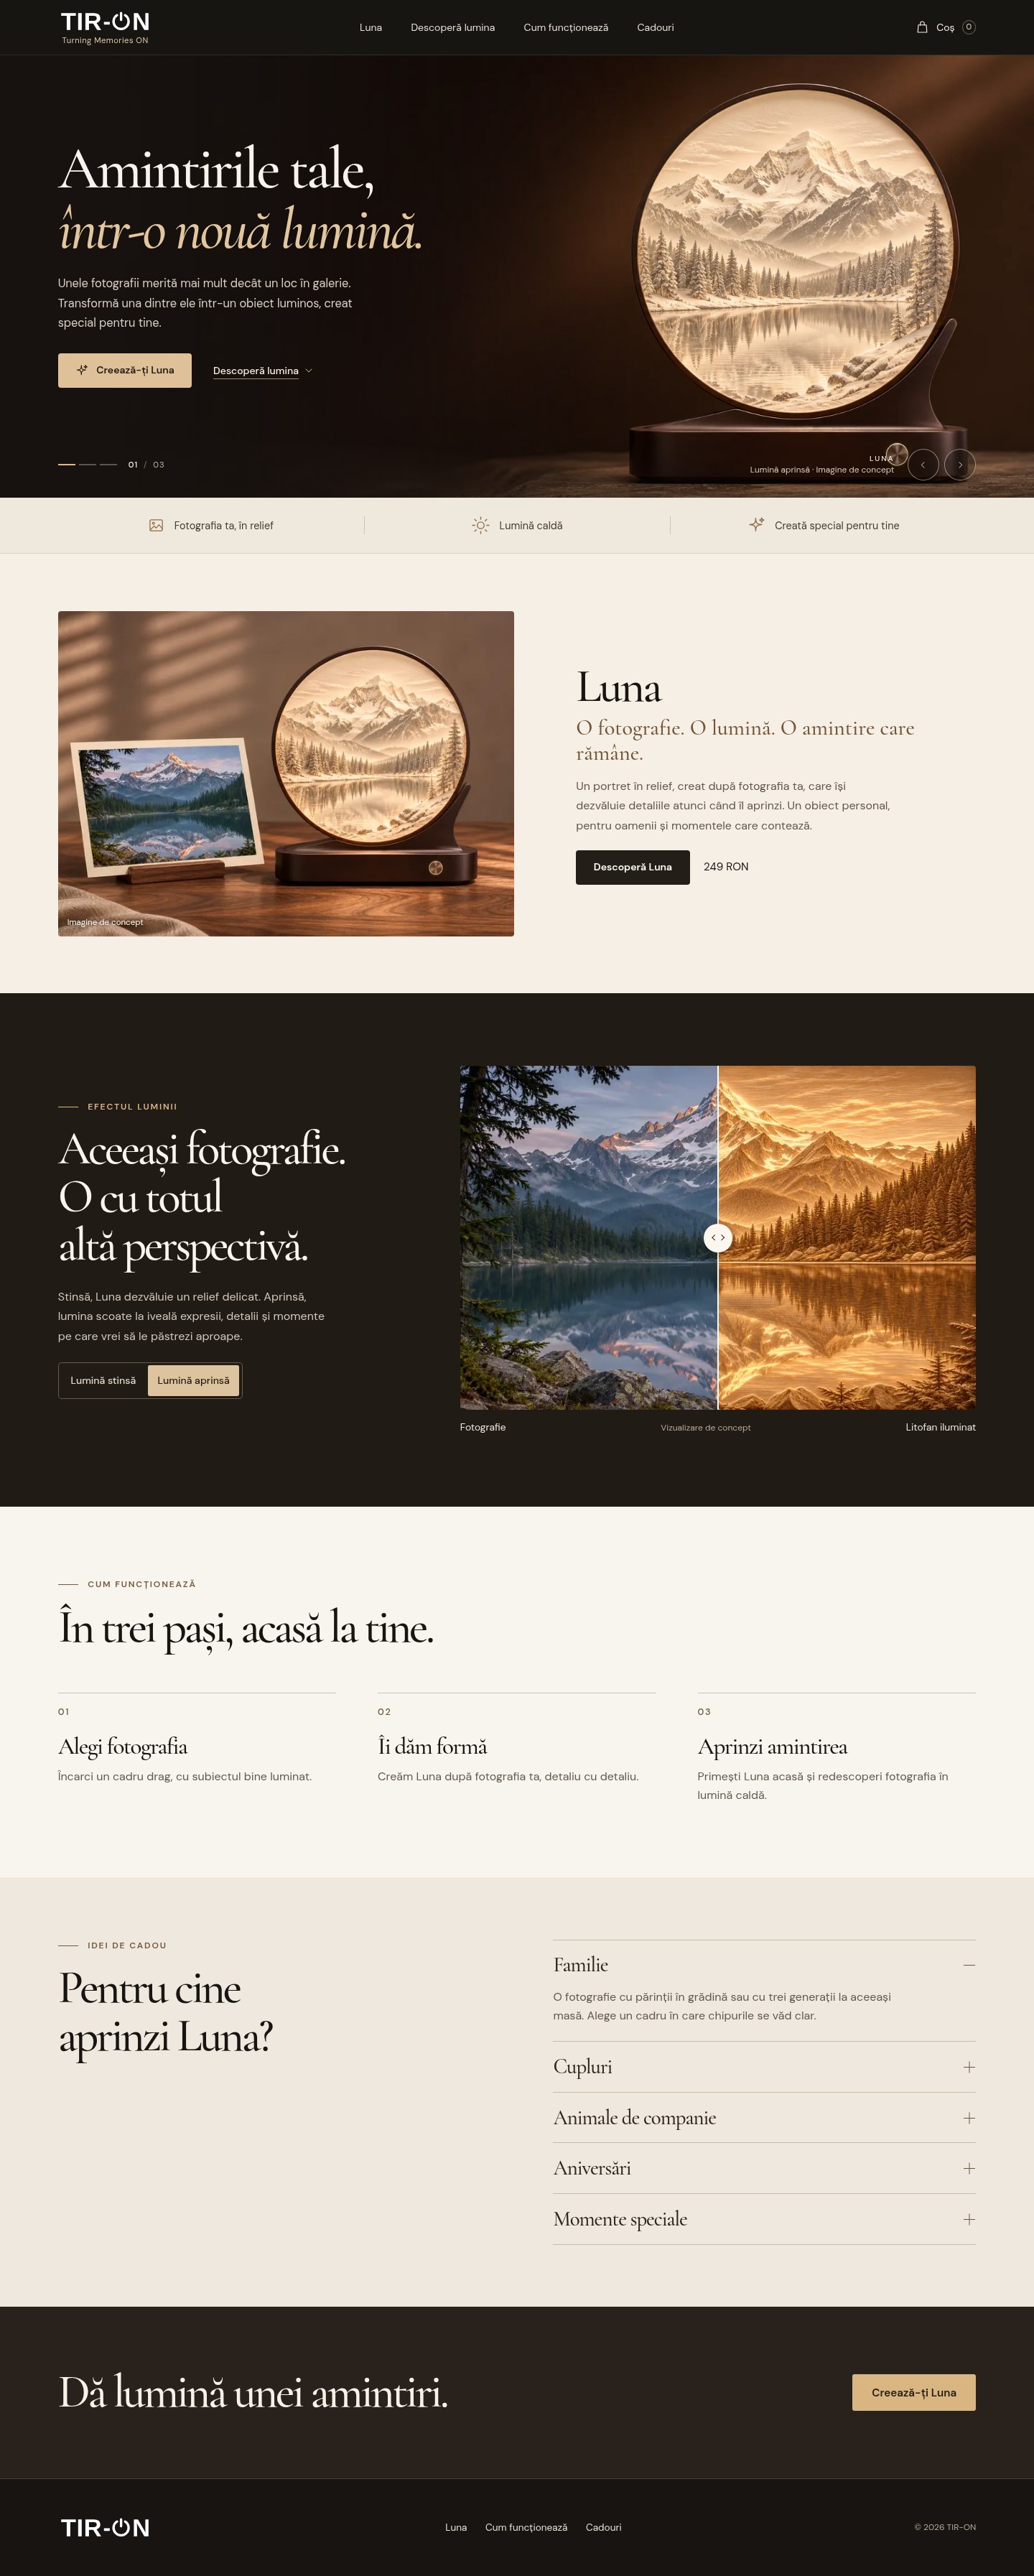 TIR-ON
Turning Memories ON
Luna
Descoperă lumina
Cum funcționează
Cadouri
Coș
0
Amintirile tale,
într-o nouă lumină.
Unele fotografii merită mai mult decât un loc în galerie.
Transformă una dintre ele într-un obiect luminos, creat
special pentru tine.
Creează-ți Luna
Descoperă lumina
01 / 03
LUNA
Lumină aprinsă · Imagine de concept
Fotografia ta, în relief
Lumină caldă
Creată special pentru tine
Imagine de concept
Luna
O fotografie. O lumină. O amintire care
rămâne.
Un portret în relief, creat după fotografia ta, care își
dezvăluie detaliile atunci când îl aprinzi. Un obiect personal,
pentru oamenii și momentele care contează.
Descoperă Luna
249 RON
EFECTUL LUMINII
Aceeași fotografie.
O cu totul
altă perspectivă.
Stinsă, Luna dezvăluie un relief delicat. Aprinsă,
lumina scoate la iveală expresii, detalii și momente
pe care vrei să le păstrezi aproape.
Lumină stinsă
Lumină aprinsă
Fotografie
Vizualizare de concept
Litofan iluminat
CUM FUNCȚIONEAZĂ
În trei pași, acasă la tine.
01
Alegi fotografia
Încarci un cadru drag, cu subiectul bine luminat.
02
Îi dăm formă
Creăm Luna după fotografia ta, detaliu cu detaliu.
03
Aprinzi amintirea
Primești Luna acasă și redescoperi fotografia în
lumină caldă.
IDEI DE CADOU
Pentru cine
aprinzi Luna?
Familie
O fotografie cu părinții în grădină sau cu trei generații la aceeași
masă. Alege un cadru în care chipurile se văd clar.
Cupluri
Animale de companie
Aniversări
Momente speciale
Dă lumină unei amintiri.
Creează-ți Luna
TIR-ON
Luna
Cum funcționează
Cadouri
© 2026 TIR-ON